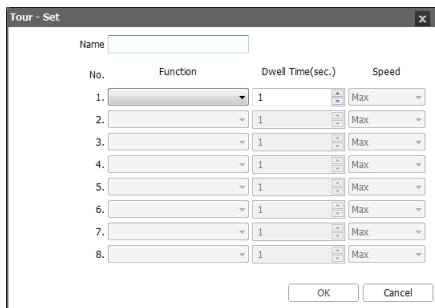 Tour - Set
x
Name
No. Function Dwell Time(sec.) Speed
1. 1 Max
2. 1 Max
3. 1 Max
4. 1 Max
5. 1 Max
6. 1 Max
7. 1 Max
8. 1 Max
OK Cancel